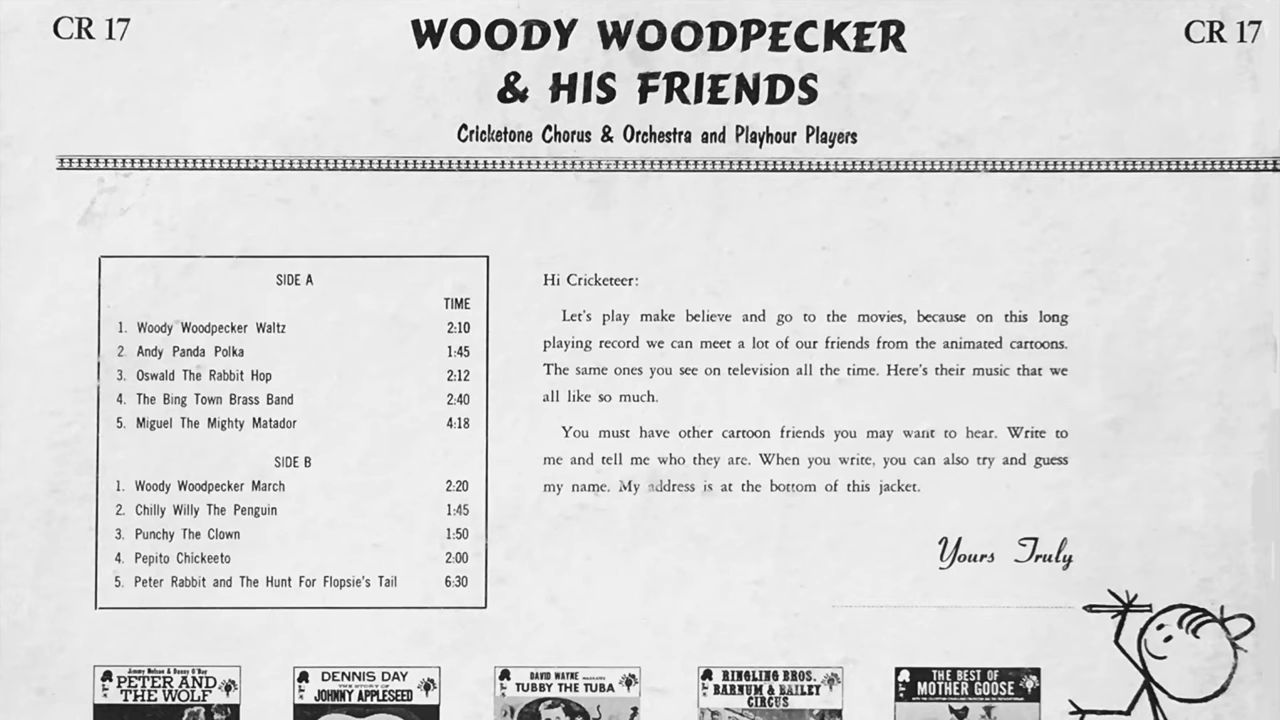 CR 17
WOODY WOODPECKER
CR 17
& HIS FRIENDS
Cricketone Chorus & Orchestra and Playhour Players
SIDE A
TIME
1. Woody Woodpecker Waltz 2:10
2. Andy Panda Polka 1:45
3. Oswald The Rabbit Hop 2:12
4. The Bing Town Brass Band 2:40
5. Miguel The Mighty Matador 4:18
SIDE B
1. Woody Woodpecker March 2:20
2. Chilly Willy The Penguin 1:45
3. Punchy The Clown 1:50
4. Pepito Chickeeto 2:00
5. Peter Rabbit and The Hunt For Flopsie's Tail 6:30
Hi Cricketeer:
Let's play make believe and go to the movies, because on this long
playing record we can meet a lot of our friends from the animated cartoons.
The same ones you see on television all the time. Here's their music that we
all like so much.
You must have other cartoon friends you may want to hear. Write to
me and tell me who they are. When you write, you can also try and guess
my name. My address is at the bottom of this jacket.
Yours Truly
PETER AND
THE WOLF
DENNIS DAY
THE STORY OF
JOHNNY APPLESEED
DAVID WAYNE
TUBBY THE TUBA
RINGLING BROS.
BARNUM & BAILEY
CIRCUS
THE BEST OF
MOTHER GOOSE